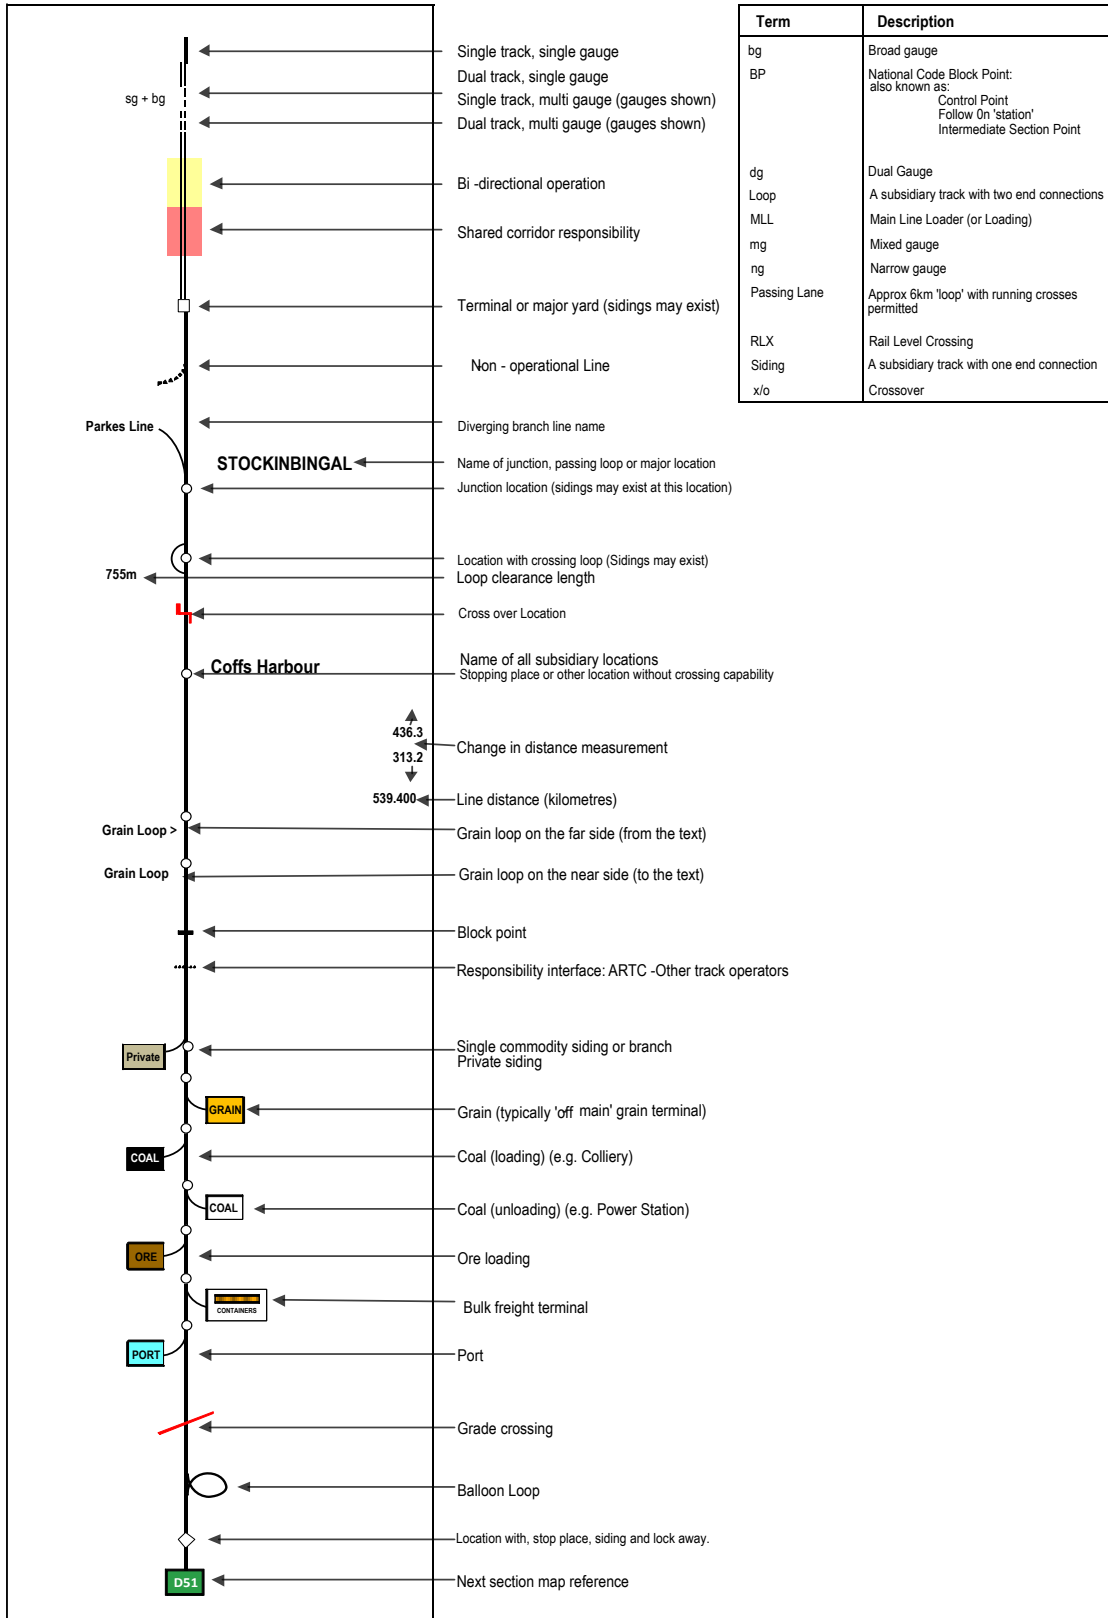 Single track, single gauge
Dual track, single gauge
sg + bg
Single track, multi gauge (gauges shown)
Dual track, multi gauge (gauges shown)
Bi -directional operation
Shared corridor responsibility
Terminal or major yard (sidings may exist)
Non - operational Line
Parkes Line
Diverging branch line name
STOCKINBINGAL
Name of junction, passing loop or major location
Junction location (sidings may exist at this location)
Location with crossing loop (Sidings may exist)
755m
Loop clearance length
Cross over Location
Coffs Harbour
Name of all subsidiary locations
Stopping place or other location without crossing capability
436.3
313.2
Change in distance measurement
539.400
Line distance (kilometres)
Grain Loop >
Grain loop on the far side (from the text)
Grain Loop
Grain loop on the near side (to the text)
Block point
Responsibility interface: ARTC -Other track operators
Private
Single commodity siding or branch
Private siding
GRAIN
Grain (typically 'off main' grain terminal)
COAL
Coal (loading) (e.g. Colliery)
COAL
Coal (unloading) (e.g. Power Station)
ORE
Ore loading
CONTAINERS
Bulk freight terminal
PORT
Port
Grade crossing
Balloon Loop
Location with, stop place, siding and lock away.
D51
Next section map reference
Term Description
bg Broad gauge
BP National Code Block Point:
also known as:
Control Point
Follow 0n 'station'
Intermediate Section Point
dg Dual Gauge
Loop A subsidiary track with two end connections
MLL Main Line Loader (or Loading)
mg Mixed gauge
ng Narrow gauge
Passing Lane Approx 6km 'loop' with running crosses
permitted
RLX Rail Level Crossing
Siding A subsidiary track with one end connection
x/o Crossover